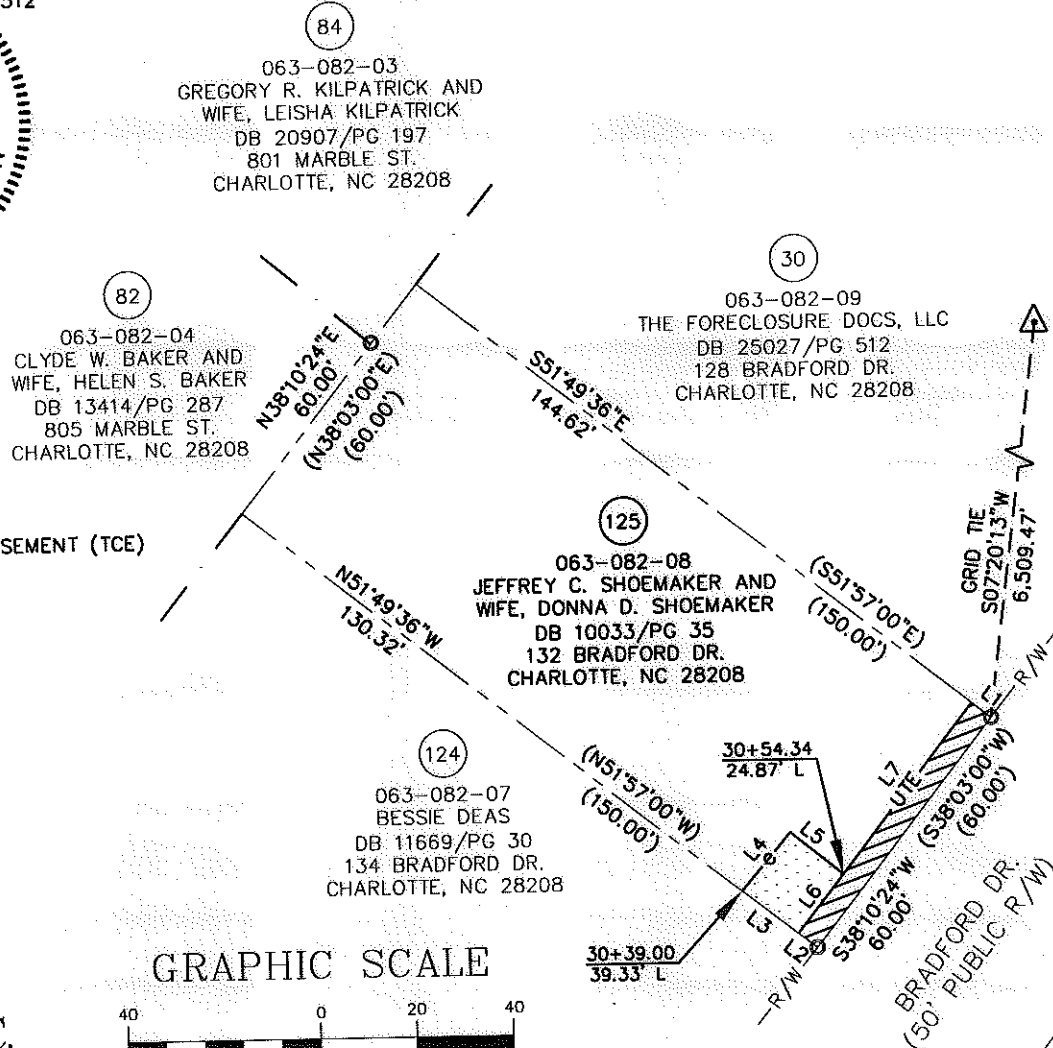 512
84
063-082-03
GREGORY R. KILPATRICK AND
WIFE, LEISHA KILPATRICK
DB 20907/PG 197
801 MARBLE ST.
CHARLOTTE, NC 28208
82
063-082-04
CLYDE W. BAKER AND
WIFE, HELEN S. BAKER
DB 13414/PG 287
805 MARBLE ST.
CHARLOTTE, NC 28208
N38°10'24"E
60.00'
(N38°03'00"E)
(60.00')
30
063-082-09
THE FORECLOSURE DOCS, LLC
DB 25027/PG 512
128 BRADFORD DR.
CHARLOTTE, NC 28208
S51°49'36"E
144.62'
(S51°57'00"E)
(150.00')
GRID TIE
S07°20'13"W
6,509.47'
SEMENT (TCE)
125
063-082-08
JEFFREY C. SHOEMAKER AND
WIFE, DONNA D. SHOEMAKER
DB 10033/PG 35
132 BRADFORD DR.
CHARLOTTE, NC 28208
N51°49'36"W
130.32'
(N51°57'00"W)
(150.00')
124
063-082-07
BESSIE DEAS
DB 11669/PG 30
134 BRADFORD DR.
CHARLOTTE, NC 28208
30+54.34
24.87' L
30+39.00
39.33' L
L1
L2
L3
L4
L5
L6
L7
UTE
R/W
R/W
(S38°03'00"W)
(60.00')
S38°10'24"W
60.00'
BRADFORD DR.
(50' PUBLIC R/W)
GRAPHIC SCALE
40 0 20 40